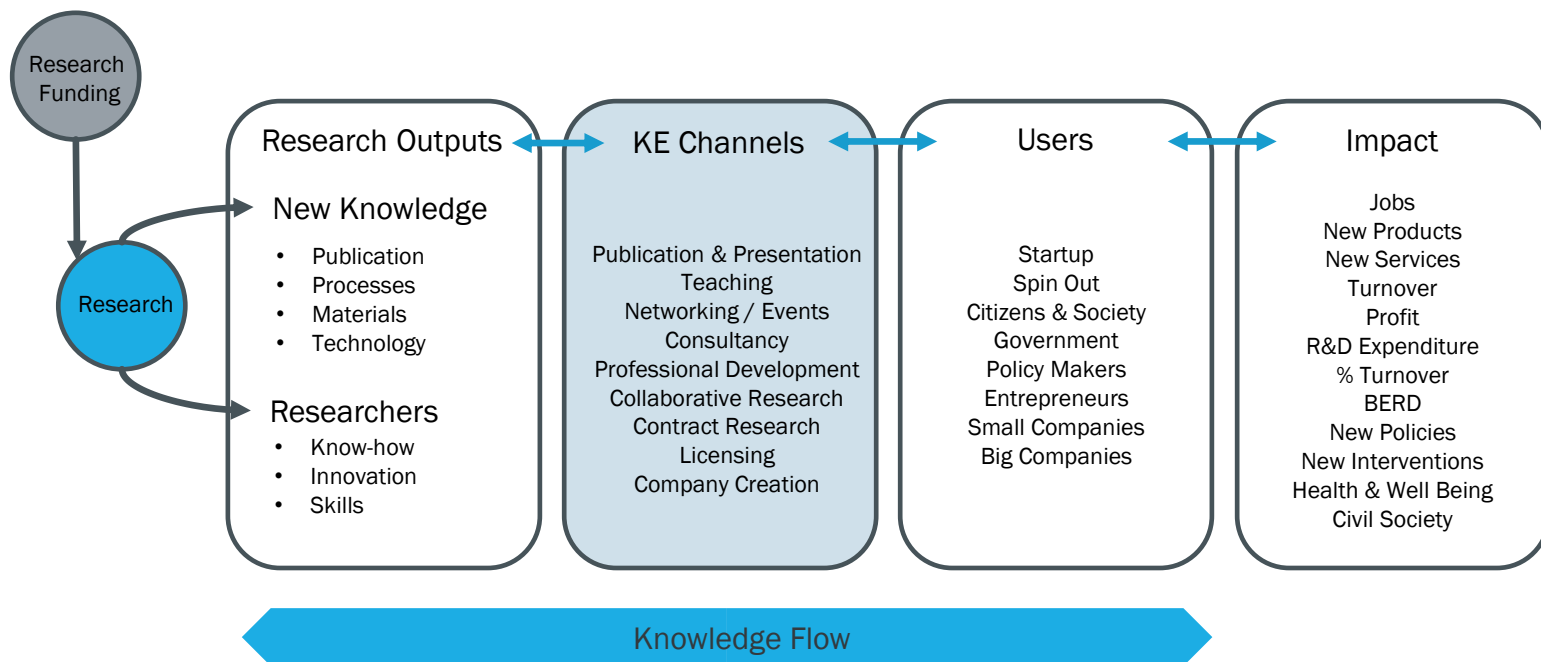 Research
Funding
Research
Research Outputs
New Knowledge
• Publication
• Processes
• Materials
• Technology
Researchers
• Know-how
• Innovation
• Skills
KE Channels
Publication & Presentation
Teaching
Networking / Events
Consultancy
Professional Development
Collaborative Research
Contract Research
Licensing
Company Creation
Users
Startup
Spin Out
Citizens & Society
Government
Policy Makers
Entrepreneurs
Small Companies
Big Companies
Impact
Jobs
New Products
New Services
Turnover
Profit
R&D Expenditure
% Turnover
BERD
New Policies
New Interventions
Health & Well Being
Civil Society
Knowledge Flow